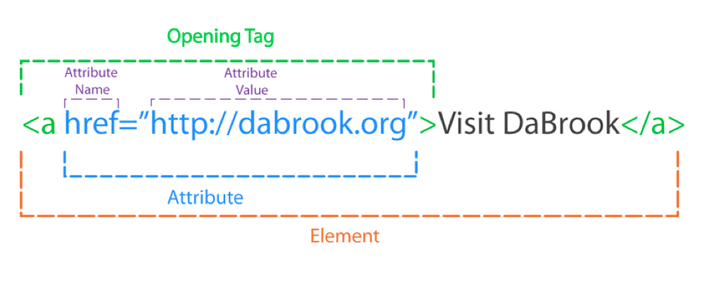 Opening Tag
Attribute
Name
Attribute
Value
<a href=”http://dabrook.org”>Visit DaBrook</a>
Attribute
Element